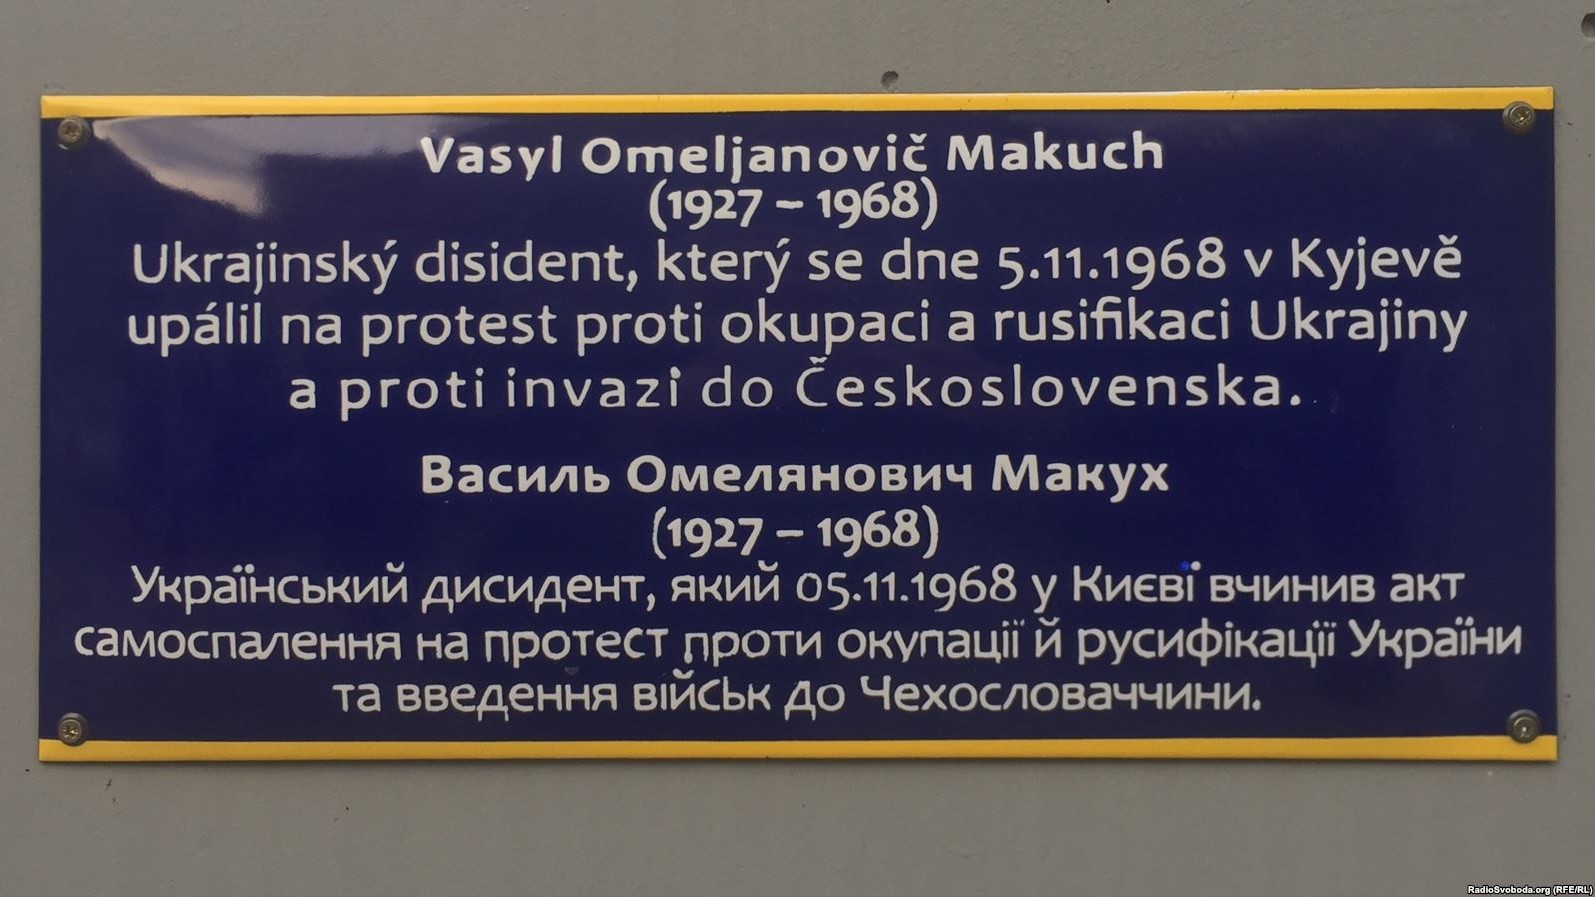 Vasyl Omeljanovič Makuch
(1927 – 1968)
Ukrajinský disident, který se dne 5.11.1968 v Kyjevě
upálil na protest proti okupaci a rusifikaci Ukrajiny
a proti invazi do Československa.
Василь Омелянович Макух
(1927 – 1968)
Український дисидент, який 05.11.1968 у Києві вчинив акт
самоспалення на протест проти окупації й русифікації України
та введення військ до Чехословаччини.
RadioSvoboda.org (RFE/RL)